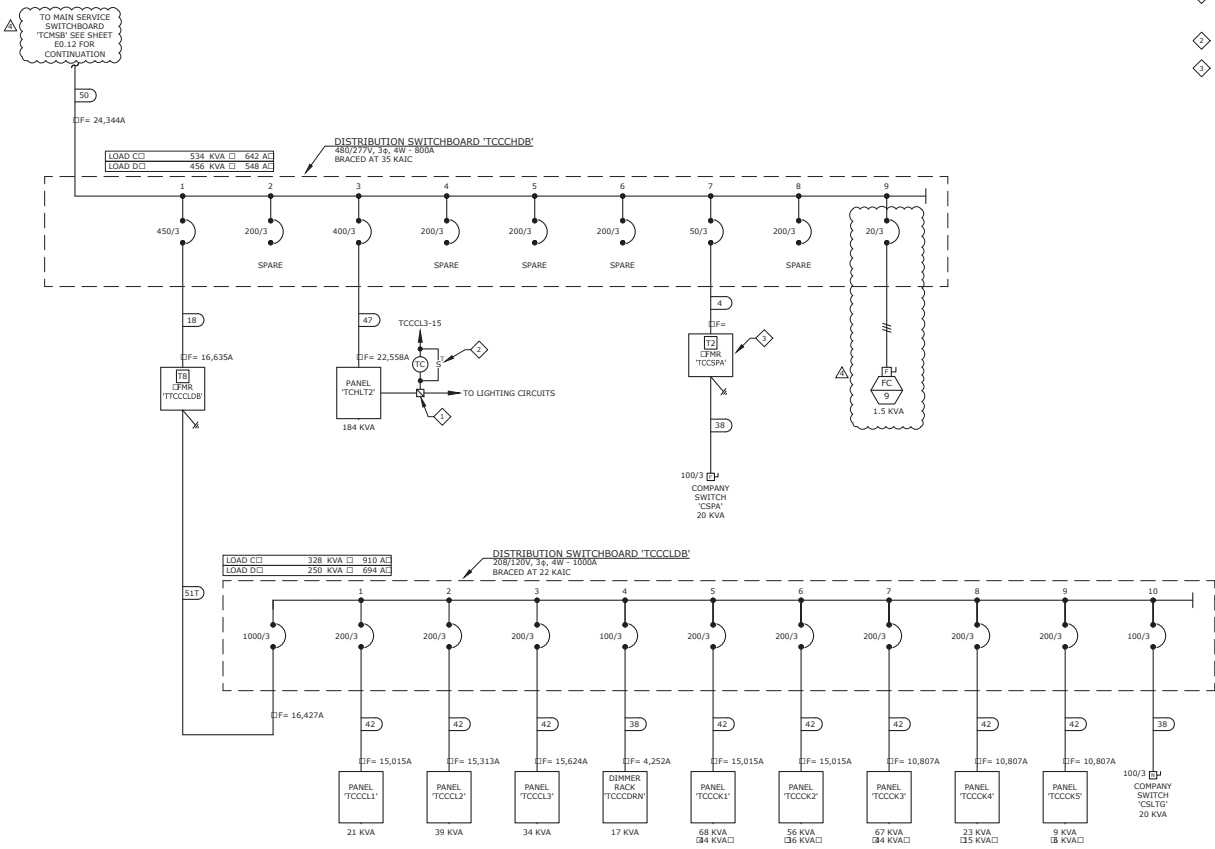 TO MAIN SERVICE
SWITCHBOARD
'TCMSB' SEE SHEET
E0.12 FOR
CONTINUATION
4
2
3
50
□F= 24,344A
DISTRIBUTION SWITCHBOARD 'TCCCHDB'
480/277V, 3φ, 4W - 800A
BRACED AT 35 KAIC
LOAD C□ 534 KVA □ 642 A□
LOAD D□ 456 KVA □ 548 A□
1 2 3 4 5 6 7 8 9
450/3 200/3 400/3 200/3 200/3 200/3 50/3 200/3 20/3
SPARE SPARE SPARE SPARE SPARE
18 47 4
TCCCL3-15
□F= 16,635A
□F= 22,558A
□F=
T8
□FMR
'TTCCCLDB'
PANEL
'TCHLT2'
184 KVA
TC
T
S
2
TO LIGHTING CIRCUITS
1
T2
□FMR
'TCCSPA'
3
4
F
FC
9
1.5 KVA
38
100/3 F
COMPANY
SWITCH
'CSPA'
20 KVA
DISTRIBUTION SWITCHBOARD 'TCCCLDB'
208/120V, 3φ, 4W - 1000A
BRACED AT 22 KAIC
LOAD C□ 328 KVA □ 910 A□
LOAD D□ 250 KVA □ 694 A□
51T
1 2 3 4 5 6 7 8 9 10
1000/3 200/3 200/3 200/3 100/3 200/3 200/3 200/3 200/3 200/3 100/3
□F= 16,427A
42 42 42 38 42 42 42 42 42 38
□F= 15,015A □F= 15,313A □F= 15,624A □F= 4,252A □F= 15,015A □F= 15,015A □F= 10,807A □F= 10,807A □F= 10,807A
PANEL
'TCCCL1'
21 KVA
PANEL
'TCCCL2'
39 KVA
PANEL
'TCCCL3'
34 KVA
DIMMER
RACK
'TCCCDRN'
17 KVA
PANEL
'TCCCK1'
68 KVA
□44 KVA□
PANEL
'TCCCK2'
56 KVA
□36 KVA□
PANEL
'TCCCK3'
67 KVA
□44 KVA□
PANEL
'TCCCK4'
23 KVA
□15 KVA□
PANEL
'TCCCK5'
9 KVA
□6 KVA□
100/3
COMPANY
SWITCH
'CSLTG'
20 KVA